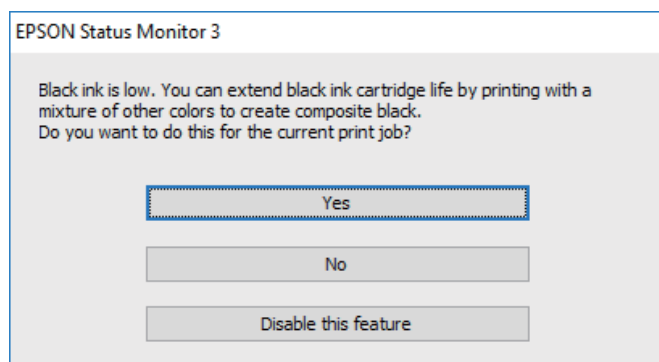 EPSON Status Monitor 3
Black ink is low. You can extend black ink cartridge life by printing with a
mixture of other colors to create composite black.
Do you want to do this for the current print job?
Yes
No
Disable this feature